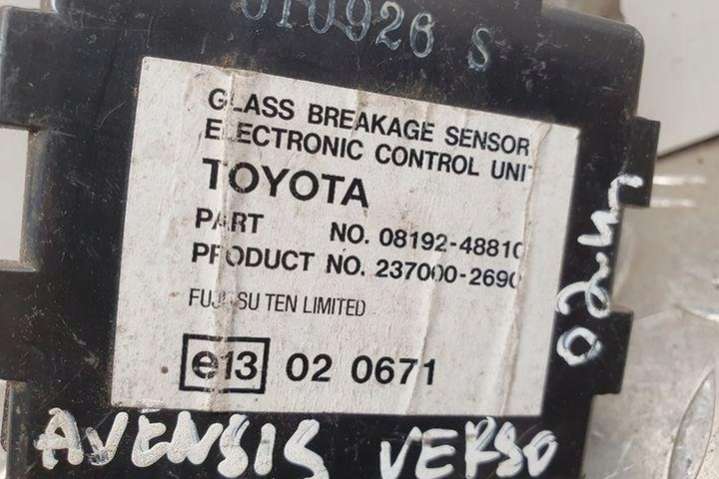 010926 S
GLASS BREAKAGE SENSOR
ELECTRONIC CONTROL UNIT
TOYOTA
PART NO. 08192-48810
PRODUCT NO. 237000-2690
FUJITSU TEN LIMITED
e13 02 0671
AVENSIS VERSO